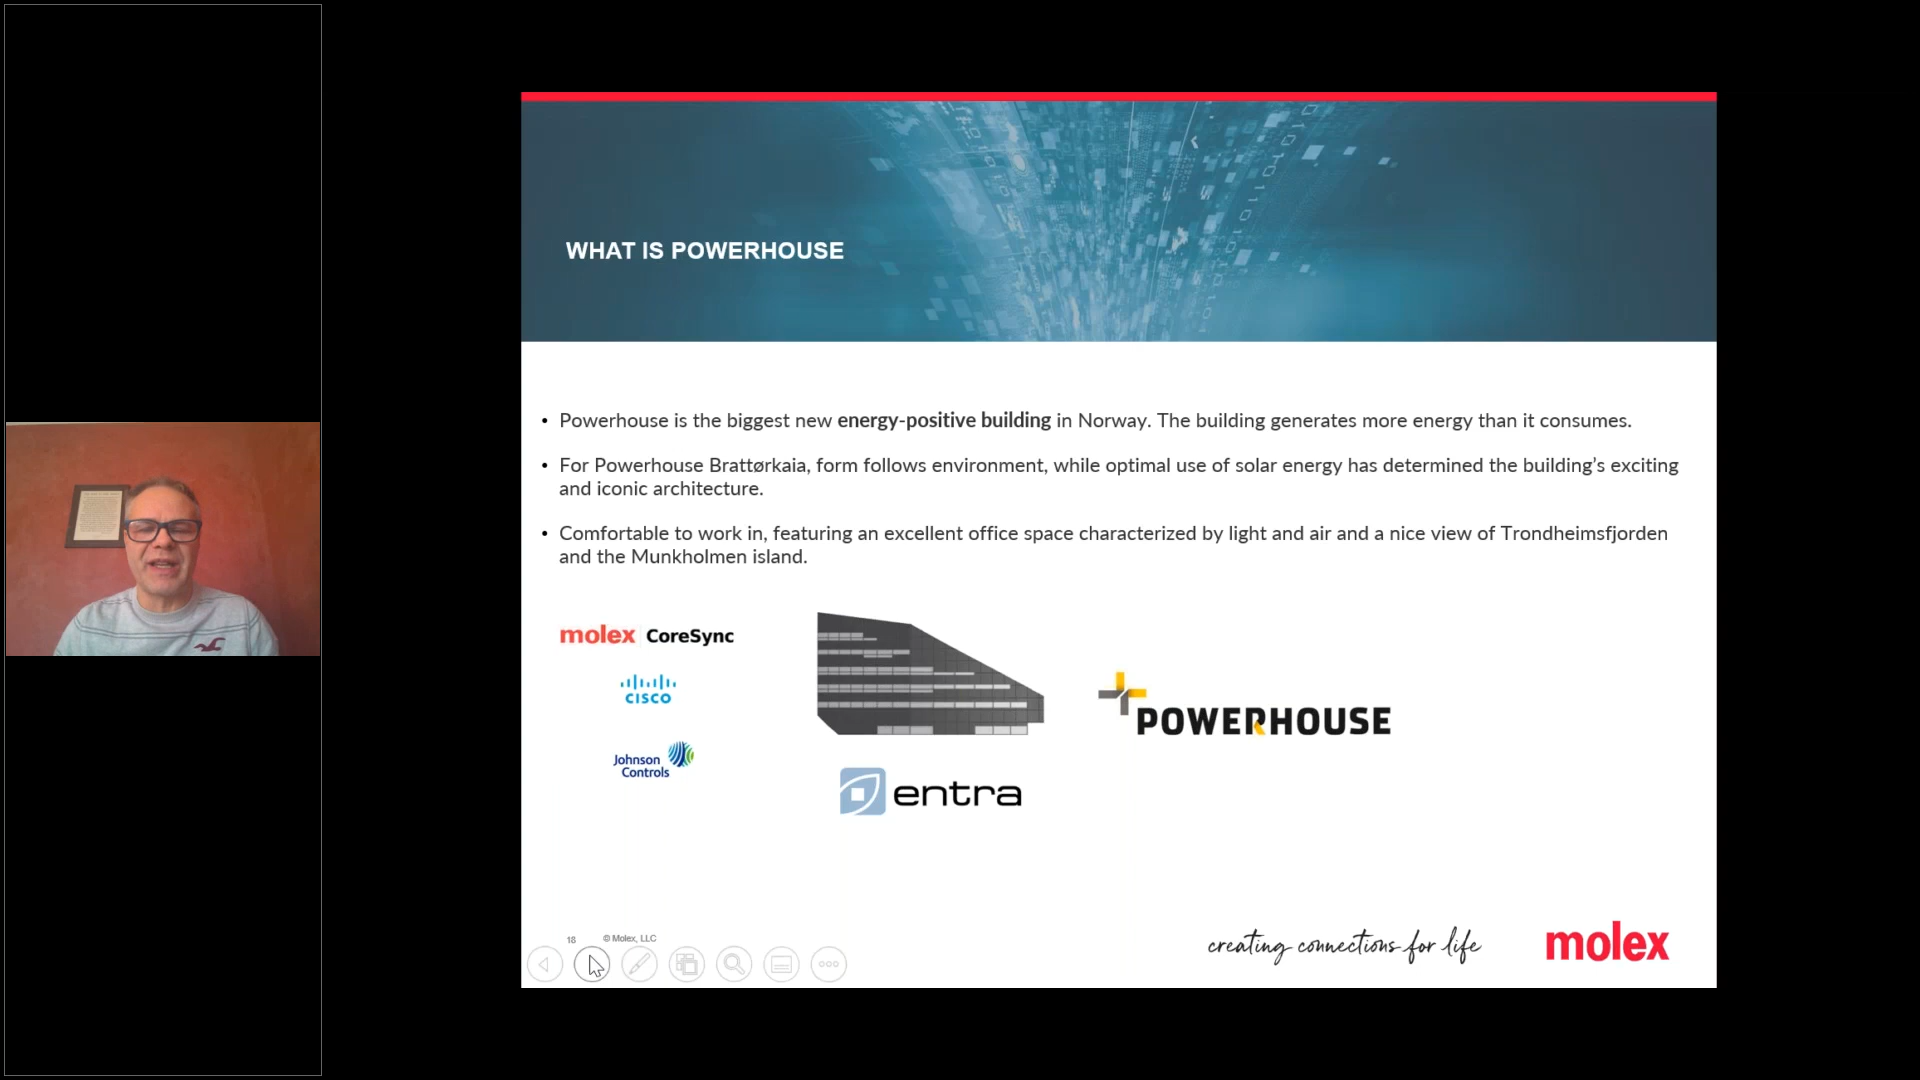 WHAT IS POWERHOUSE
• Powerhouse is the biggest new energy-positive building in Norway. The building generates more energy than it consumes.
• For Powerhouse Brattørkaia, form follows environment, while optimal use of solar energy has determined the building’s exciting
and iconic architecture.
• Comfortable to work in, featuring an excellent office space characterized by light and air and a nice view of Trondheimsfjorden
and the Munkholmen island.
molex CoreSync
CISCO
Johnson
Controls
entra
POWERHOUSE
18 © Molex, LLC
creating connections for life
molex